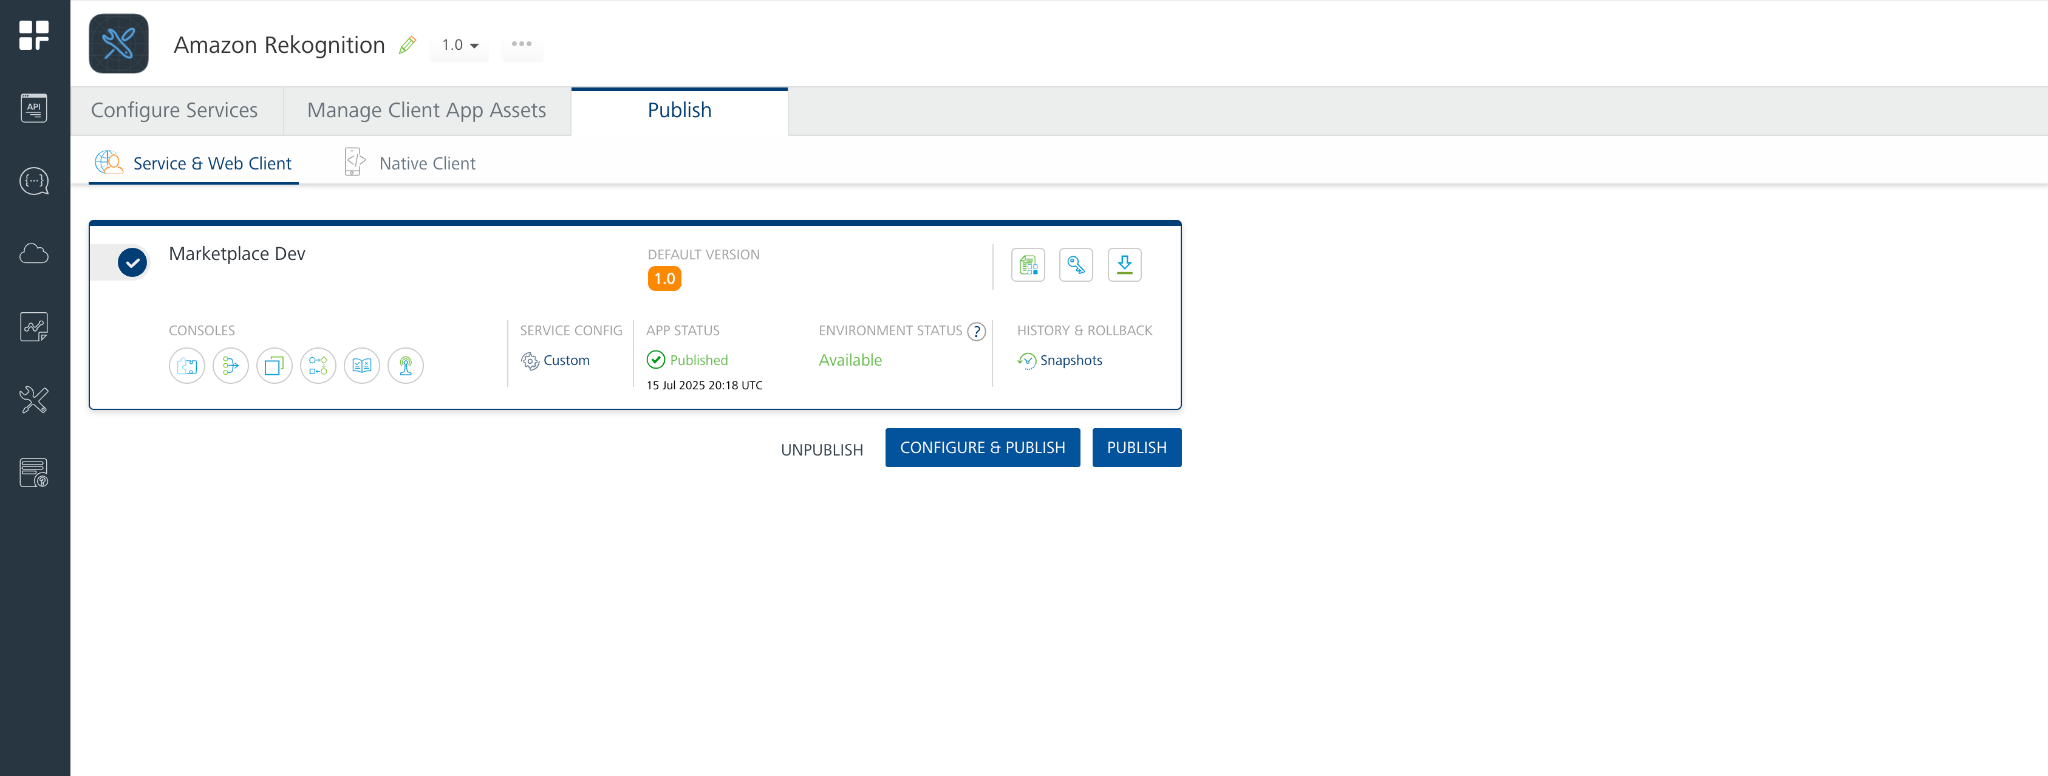 Amazon Rekognition
1.0
Configure Services
Manage Client App Assets
Publish
API
Service & Web Client
Native Client
Marketplace Dev
DEFAULT VERSION
1.0
CONSOLES
SERVICE CONFIG
Custom
APP STATUS
Published
15 Jul 2025 20:18 UTC
ENVIRONMENT STATUS ?
Available
HISTORY & ROLLBACK
Snapshots
UNPUBLISH
CONFIGURE & PUBLISH
PUBLISH